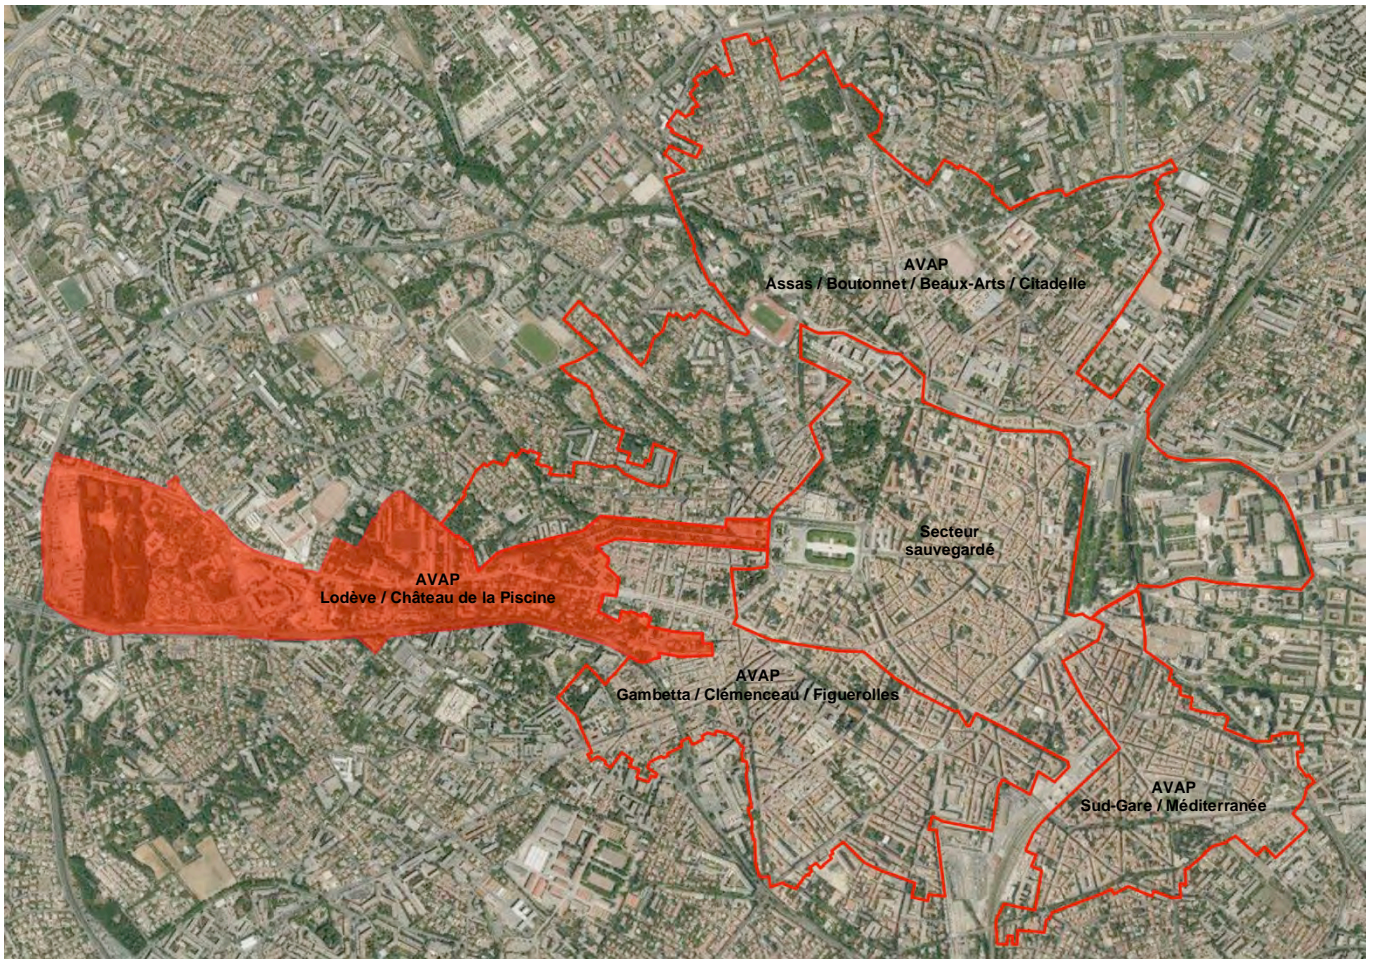 AVAP
Assas / Boutonnet / Beaux-Arts / Citadelle
Secteur
sauvegardé
AVAP
Lodève / Château de la Piscine
AVAP
Gambetta / Clémenceau / Figuerolles
AVAP
Sud-Gare / Méditerranée